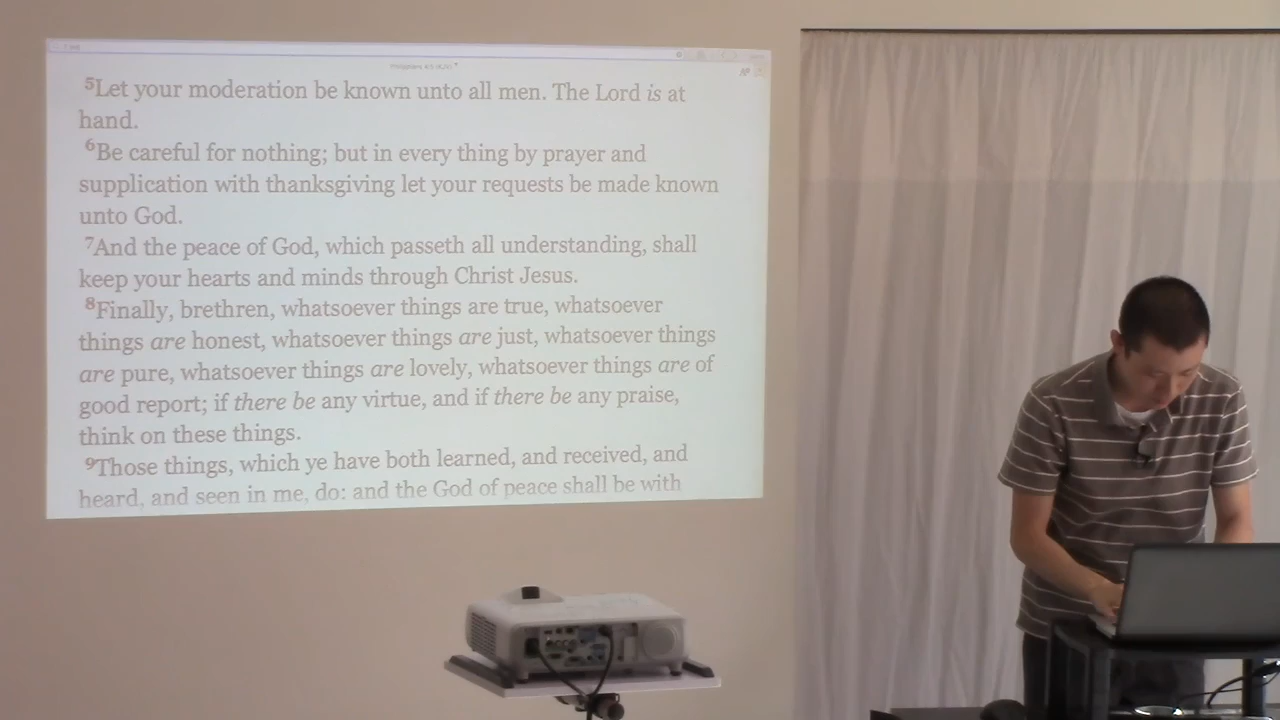 5Let your moderation be known unto all men. The Lord is at
hand.
6Be careful for nothing; but in every thing by prayer and
supplication with thanksgiving let your requests be made known
unto God.
7And the peace of God, which passeth all understanding, shall
keep your hearts and minds through Christ Jesus.
8Finally, brethren, whatsoever things are true, whatsoever
things are honest, whatsoever things are just, whatsoever things
are pure, whatsoever things are lovely, whatsoever things are of
good report; if there be any virtue, and if there be any praise,
think on these things.
9Those things, which ye have both learned, and received, and
heard, and seen in me, do: and the God of peace shall be with